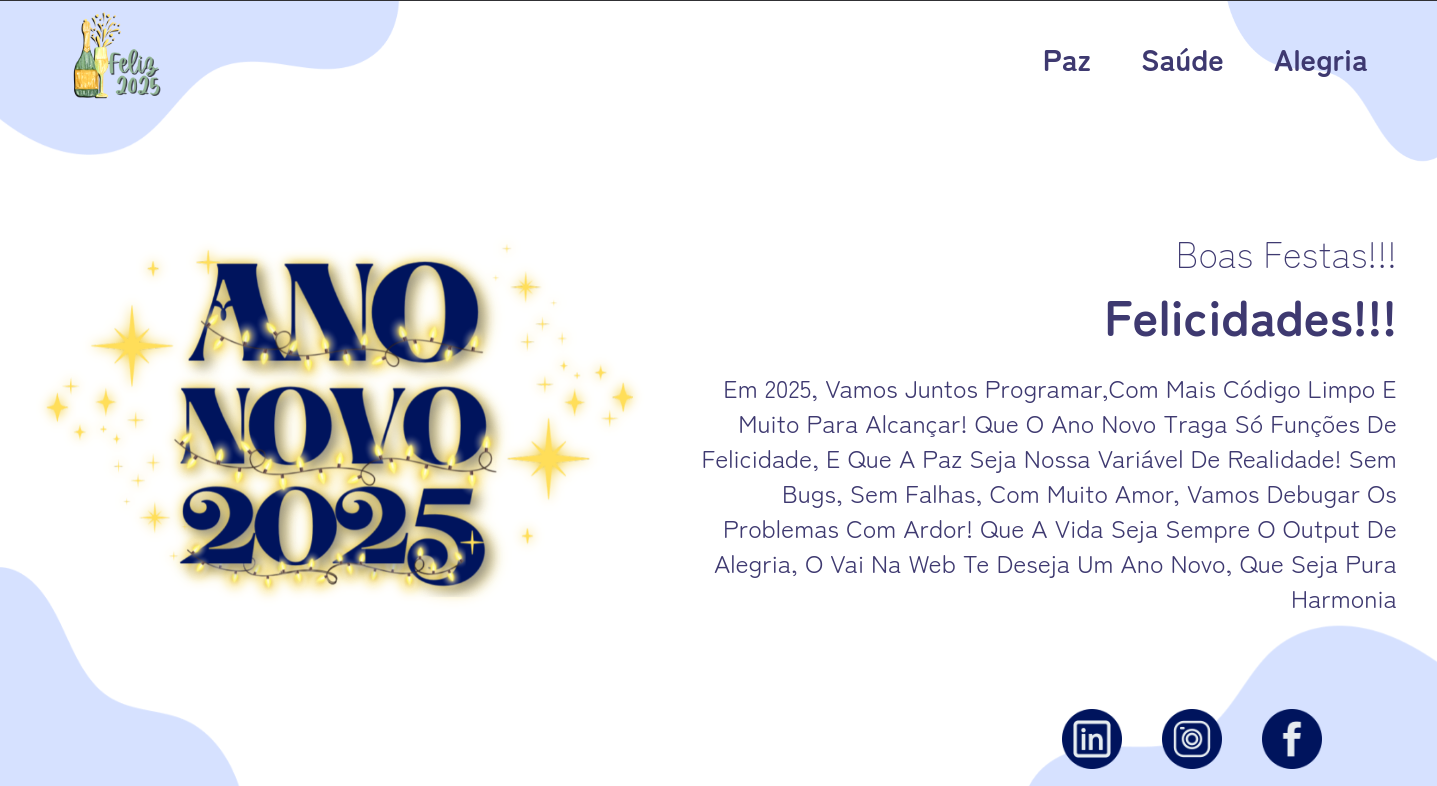 Feliz
2025
Paz Saúde Alegria
ANO
NOVO
2025
Boas Festas!!!
Felicidades!!!
Em 2025, Vamos Juntos Programar,Com Mais Código Limpo E
Muito Para Alcançar! Que O Ano Novo Traga Só Funções De
Felicidade, E Que A Paz Seja Nossa Variável De Realidade! Sem
Bugs, Sem Falhas, Com Muito Amor, Vamos Debugar Os
Problemas Com Ardor! Que A Vida Seja Sempre O Output De
Alegria, O Vai Na Web Te Deseja Um Ano Novo, Que Seja Pura
Harmonia
in f